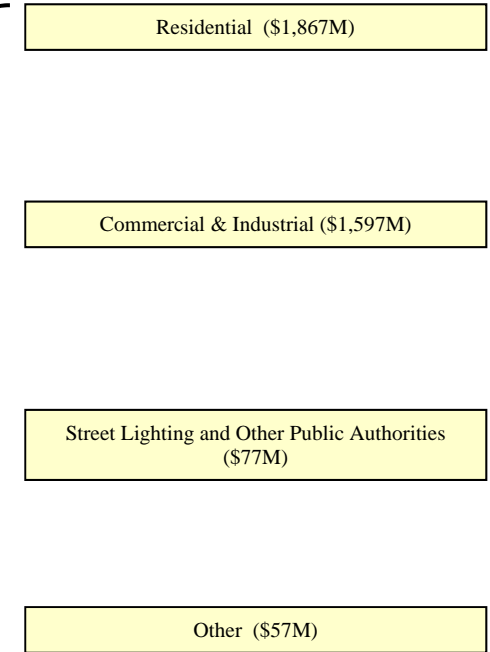 Residential  ($1,867M)
Commercial & Industrial ($1,597M)
Street Lighting and Other Public Authorities
($77M)
Other  ($57M)